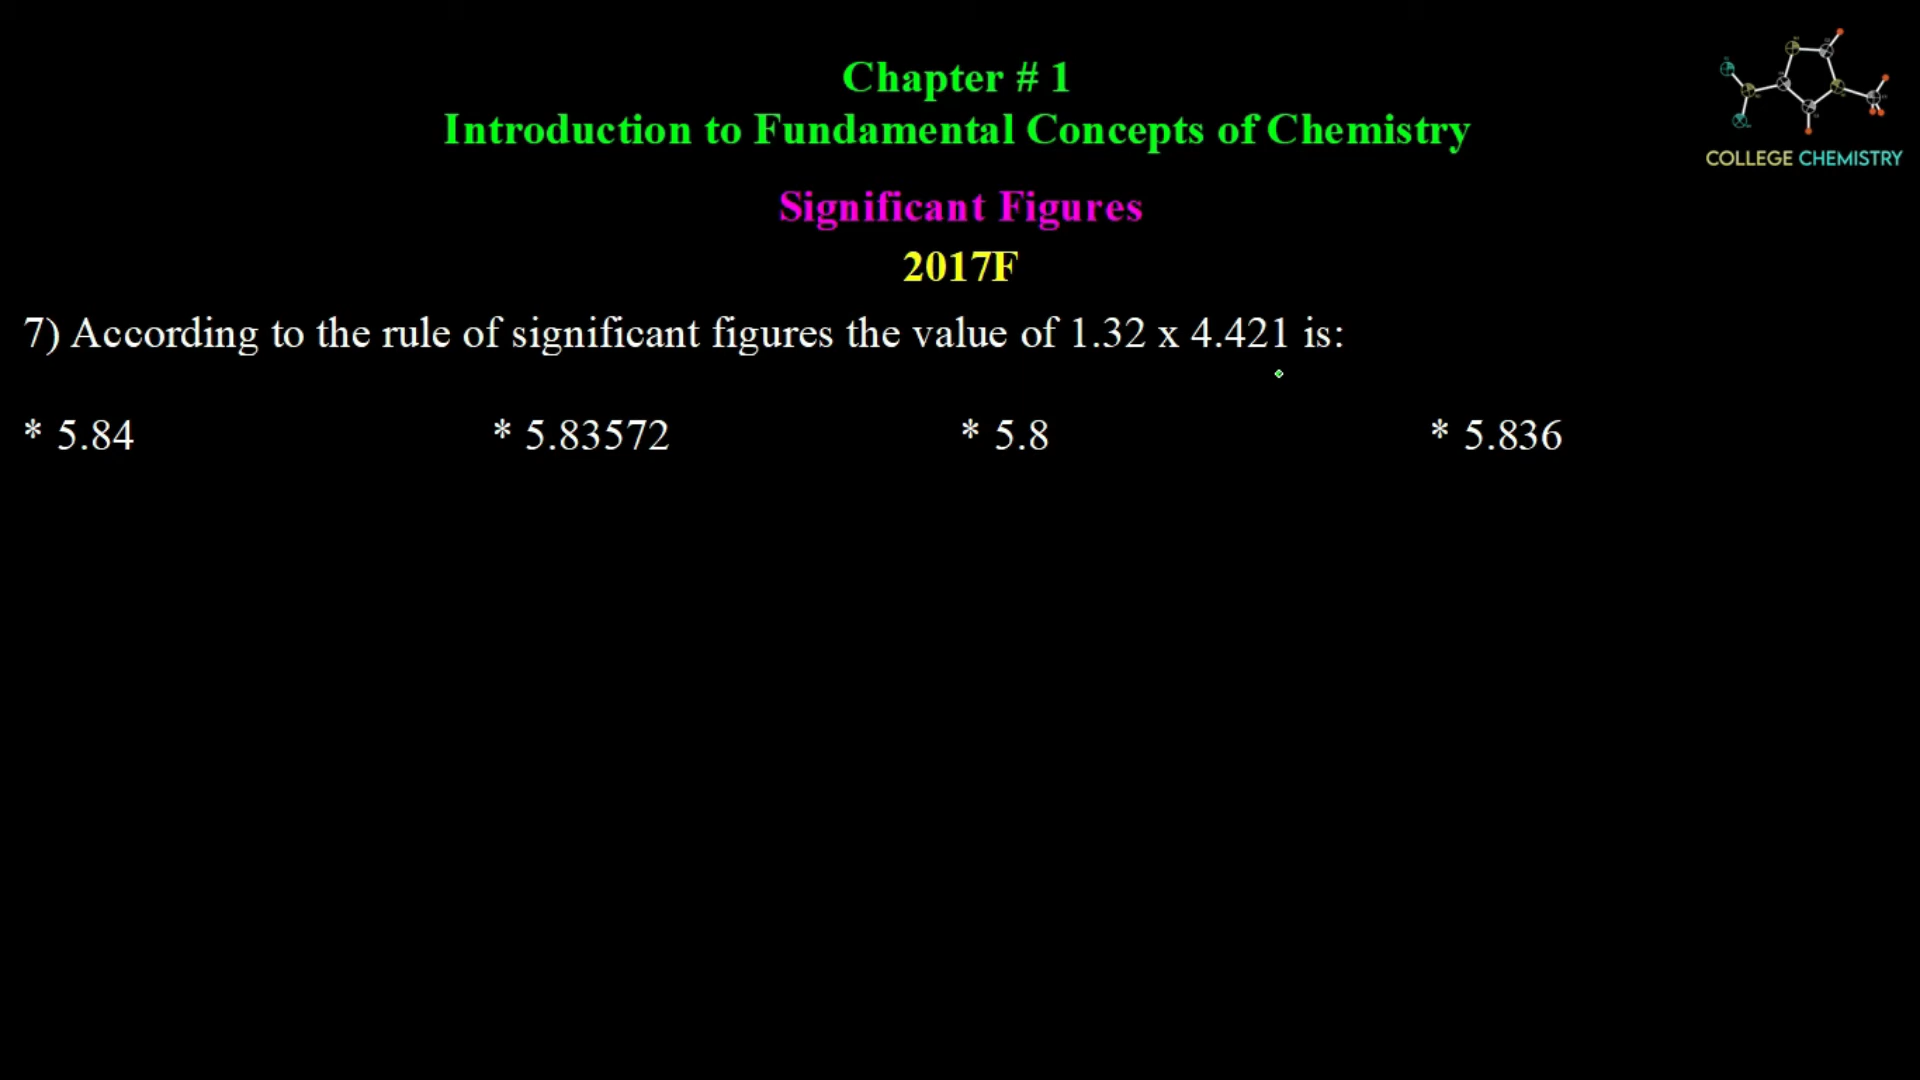 Chapter # 1
Introduction to Fundamental Concepts of Chemistry
COLLEGE CHEMISTRY
Significant Figures
2017F
7) According to the rule of significant figures the value of 1.32 x 4.421 is:
* 5.84 * 5.83572 * 5.8 * 5.836